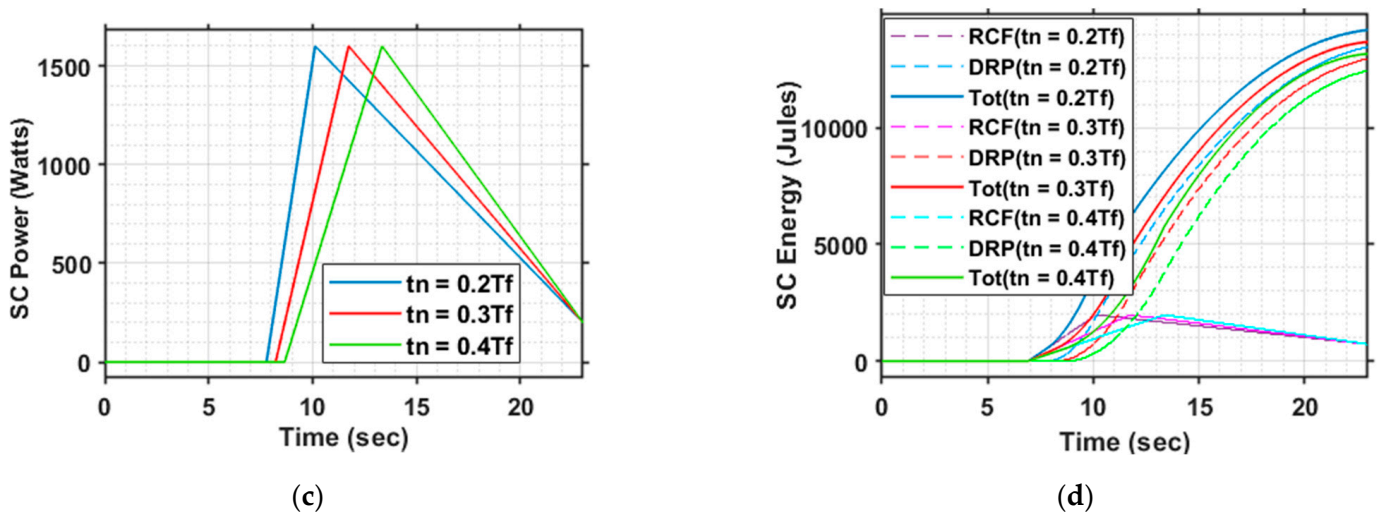 SC Power (Watts)
1500
1000
500
0
tn = 0.2Tf
tn = 0.3Tf
tn = 0.4Tf
0 5 10 15 20
Time (sec)
(c)
SC Energy (Jules)
10000
5000
0
RCF(tn = 0.2Tf)
DRP(tn = 0.2Tf)
Tot(tn = 0.2Tf)
RCF(tn = 0.3Tf)
DRP(tn = 0.3Tf)
Tot(tn = 0.3Tf)
RCF(tn = 0.4Tf)
DRP(tn = 0.4Tf)
Tot(tn = 0.4Tf)
0 5 10 15 20
Time (sec)
(d)